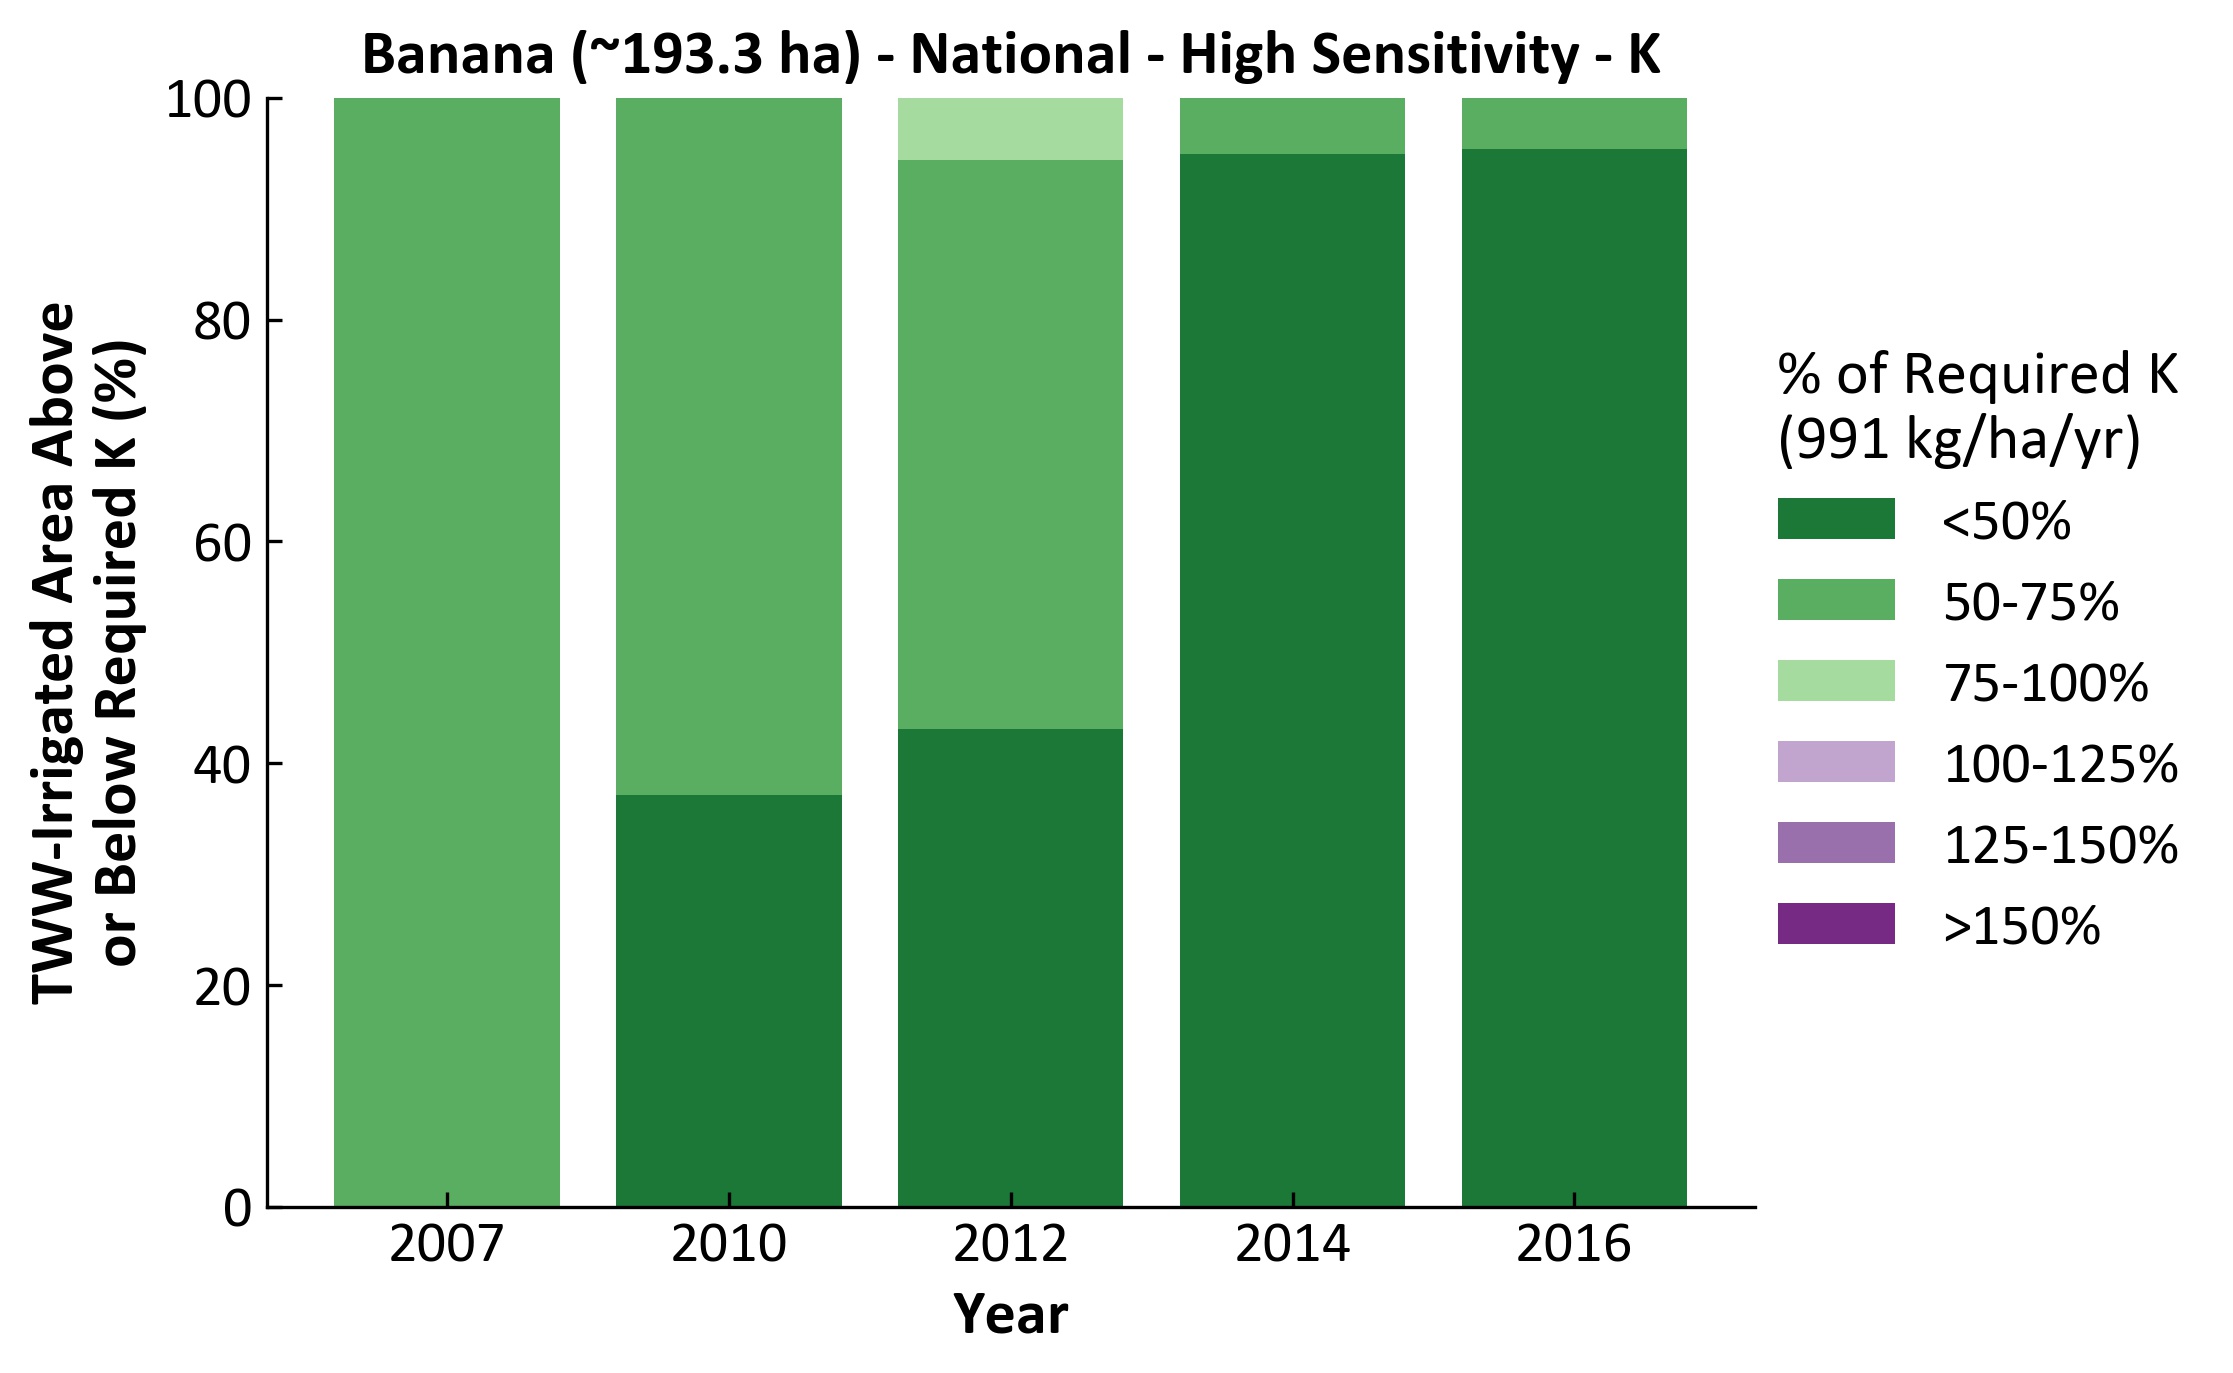 Banana (~193.3 ha) - National - High Sensitivity - K
TWW-Irrigated Area Above
or Below Required K (%)
100
80
60
40
20
0
2007
2010
2012
2014
2016
Year
% of Required K
(991 kg/ha/yr)
<50%
50-75%
75-100%
100-125%
125-150%
>150%